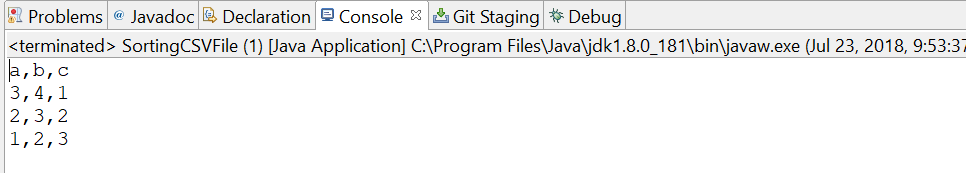 Problems @ Javadoc Declaration Console Git Staging Debug
<terminated> SortingCSVFile (1) [Java Application] C:\Program Files\Java\jdk1.8.0_181\bin\javaw.exe (Jul 23, 2018, 9:53:37
a,b,c
3,4,1
2,3,2
1,2,3